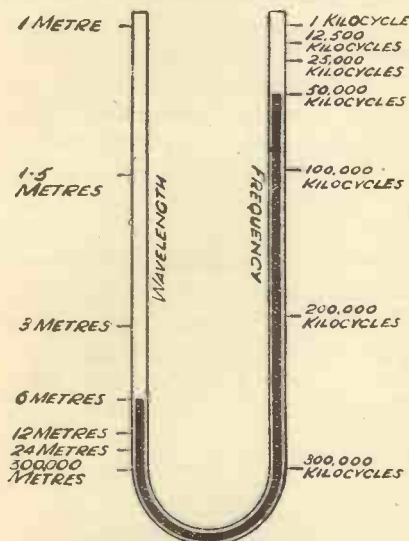 1 METRE
1·5
METRES
3 METRES
6 METRES
12 METRES
24 METRES
300,000
METRES
WAVELENGTH
FREQUENCY
1 KILOCYCLE
12,500
KILOCYCLES
25,000
KILOCYCLES
50,000
KILOCYCLES
100,000
KILOCYCLES
200,000
KILOCYCLES
300,000
KILOCYCLES